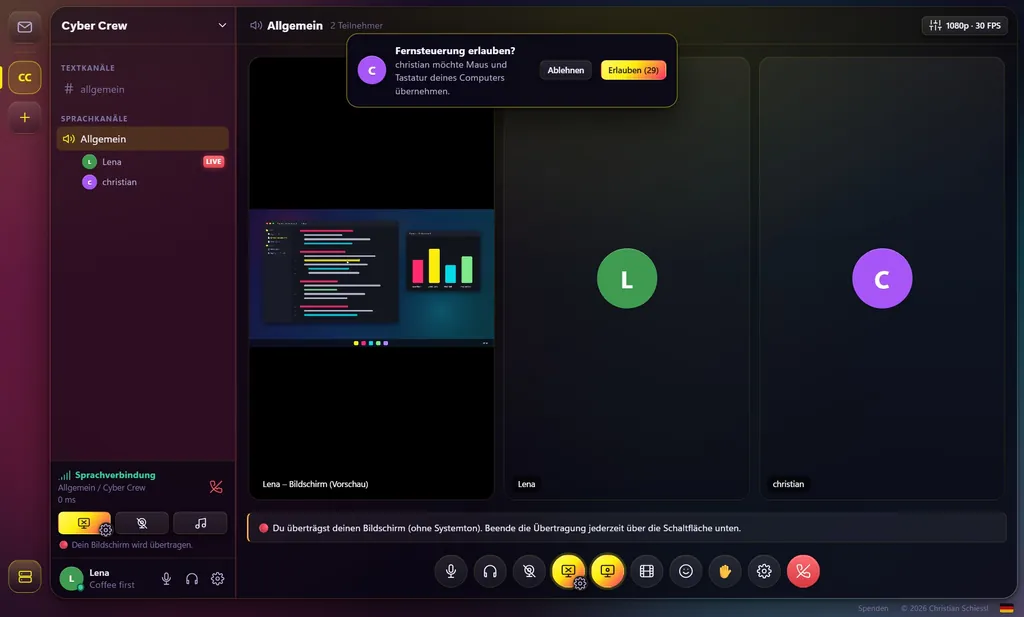 Cyber Crew
CC
TEXTKANÄLE
# allgemein
SPRACHKANÄLE
Allgemein
L Lena LIVE
C christian
Sprachverbindung
Allgemein / Cyber Crew
0 ms
Dein Bildschirm wird übertragen.
L Lena
Coffee first
Allgemein 2 Teilnehmer
1080p · 30 FPS
C
Fernsteuerung erlauben?
christian möchte Maus und
Tastatur deines Computers
übernehmen.
Ablehnen
Erlauben (29)
L
C
Lena – Bildschirm (Vorschau)
Lena
christian
Du überträgst deinen Bildschirm (ohne Systemton). Beende die Übertragung jederzeit über die Schaltfläche unten.
Spenden © 2026 Christian Schiestl